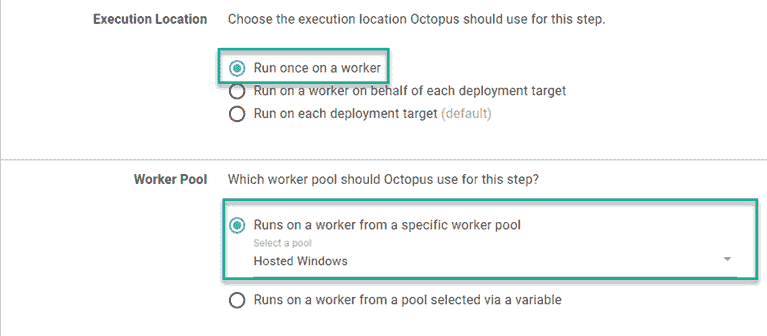 Execution Location Choose the execution location Octopus should use for this step.
Run once on a worker
Run on a worker on behalf of each deployment target
Run on each deployment target (default)
Worker Pool Which worker pool should Octopus use for this step?
Runs on a worker from a specific worker pool
Select a pool
Hosted Windows
Runs on a worker from a pool selected via a variable